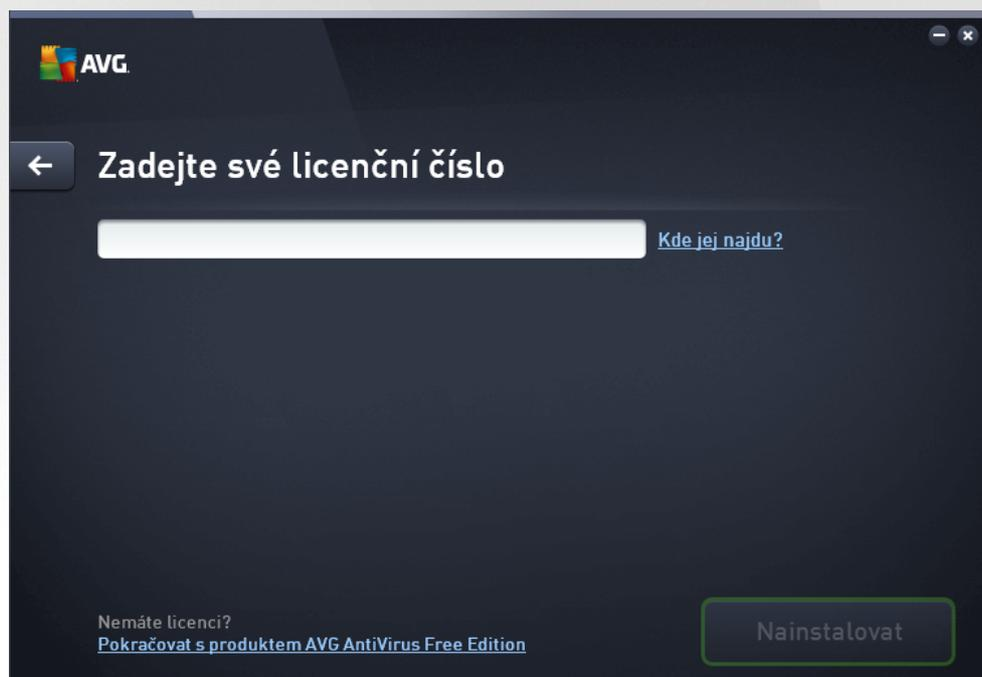 AVG
Zadejte své licenční číslo
Kde jej najdu?
Nemáte licenci?
Pokračovat s produktem AVG AntiVirus Free Edition
Nainstalovat